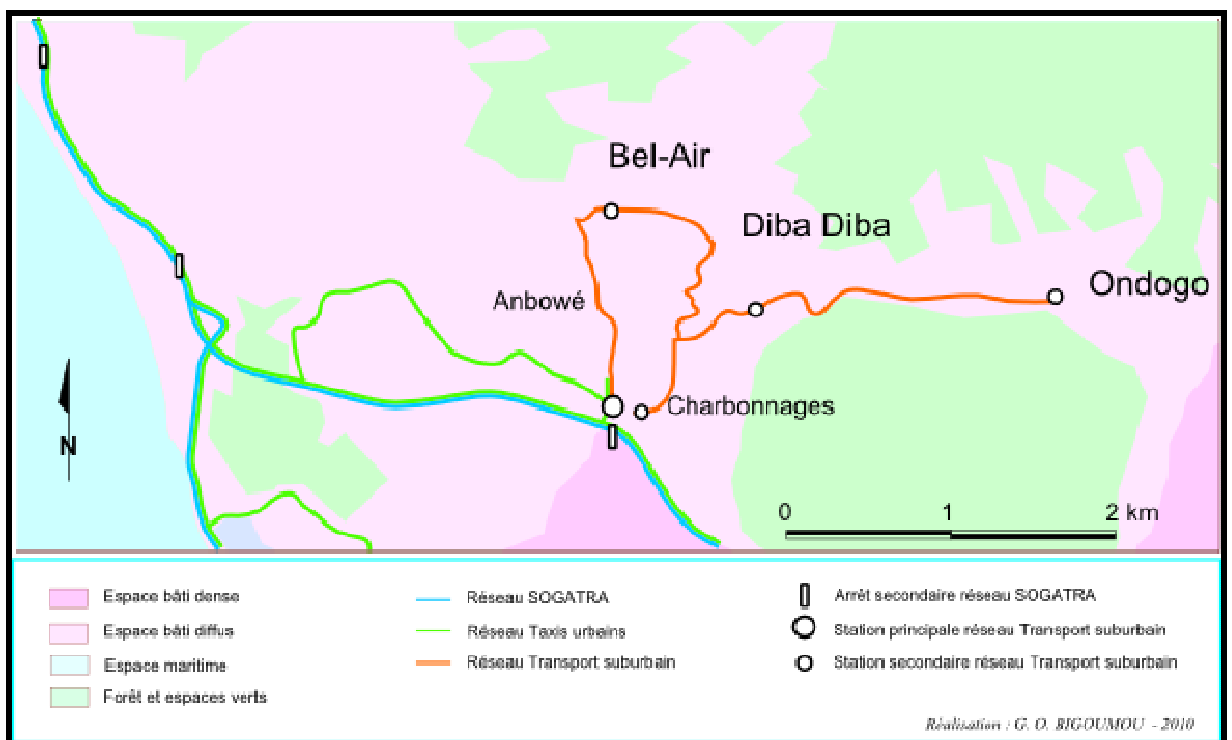 Bel-Air
Diba Diba
Ondogo
Anbowé
Charbonnages
N
0 1 2 km
Espace bâti dense
Réseau SOGATRA
Arrêt secondaire réseau SOGATRA
Espace bâti diffus
Réseau Taxis urbains
Station principale réseau Transport suburbain
Espace maritime
Réseau Transport suburbain
Station secondaire réseau Transport suburbain
Forêt et espaces verts
Réalisation : G. O. BIGOUMOU - 2010